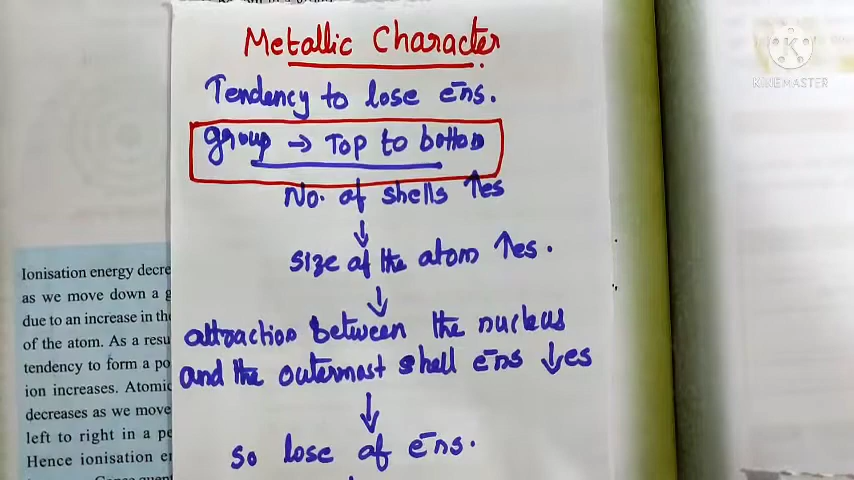 Metallic Character
Tendency to lose e̅ns.
group → Top to bottom
No. of shells ↑es
↓
size of the atom ↑es.
↓
attraction between the nucleus
and the outermost shell e̅ns ↓es
↓
so lose of e̅ns.
Ionisation energy decre
as we move down a g
due to an increase in the
of the atom. As a resu
tendency to form a po
ion increases. Atomic
decreases as we move
left to right in a pe
Hence ionisation en
KINEMASTER